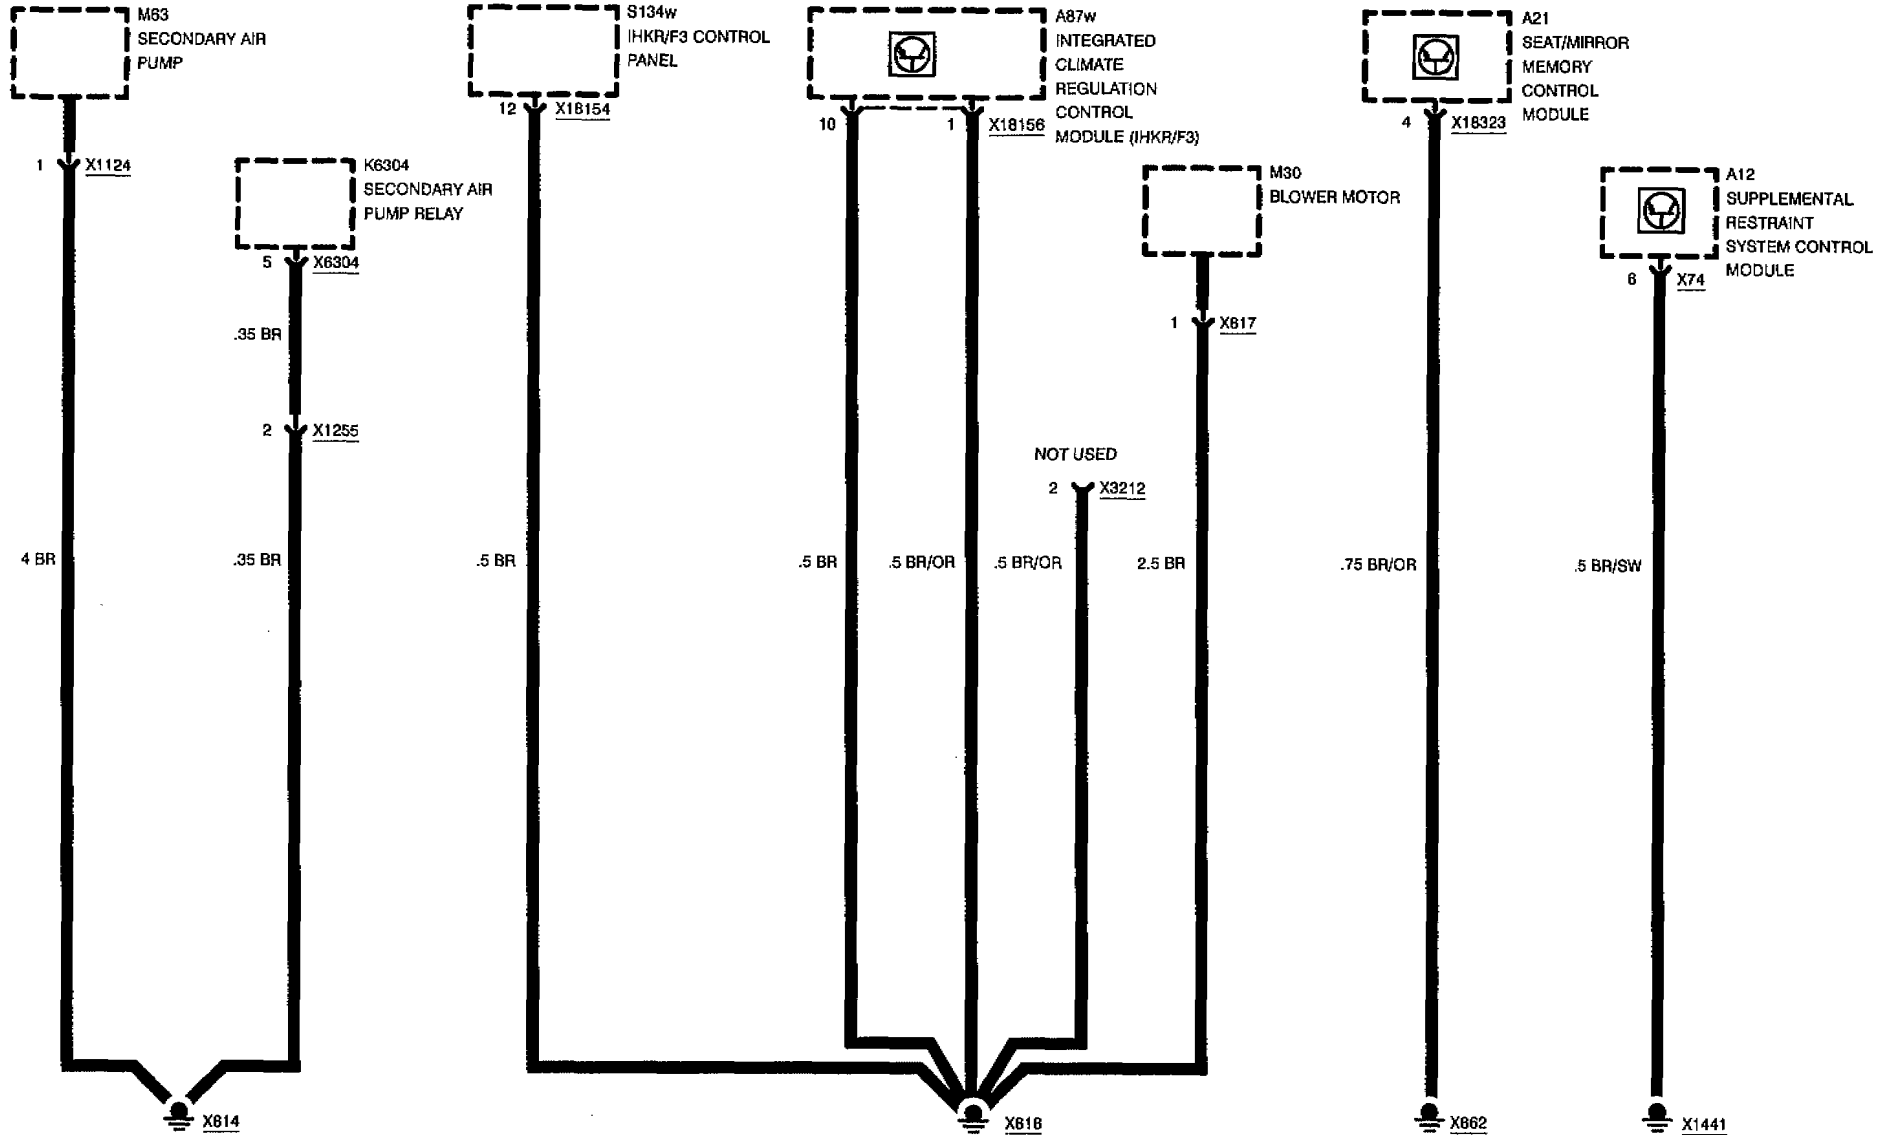 M63
SECONDARY AIR
PUMP
S134w
IHKR/F3 CONTROL
PANEL
A87w
INTEGRATED
CLIMATE
REGULATION
CONTROL
MODULE (IHKR/F3)
A21
SEAT/MIRROR
MEMORY
CONTROL
MODULE
12 X18154
10
1 X18156
4 X18323
1 X1124
K6304
SECONDARY AIR
PUMP RELAY
M30
BLOWER MOTOR
A12
SUPPLEMENTAL
RESTRAINT
SYSTEM CONTROL
MODULE
5 X6304
6 X74
1 X617
.35 BR
2 X1255
NOT USED
2 X3212
4 BR
.35 BR
.5 BR
.5 BR
.5 BR/OR
.5 BR/OR
2.5 BR
.75 BR/OR
.5 BR/SW
X614
X618
X662
X1441